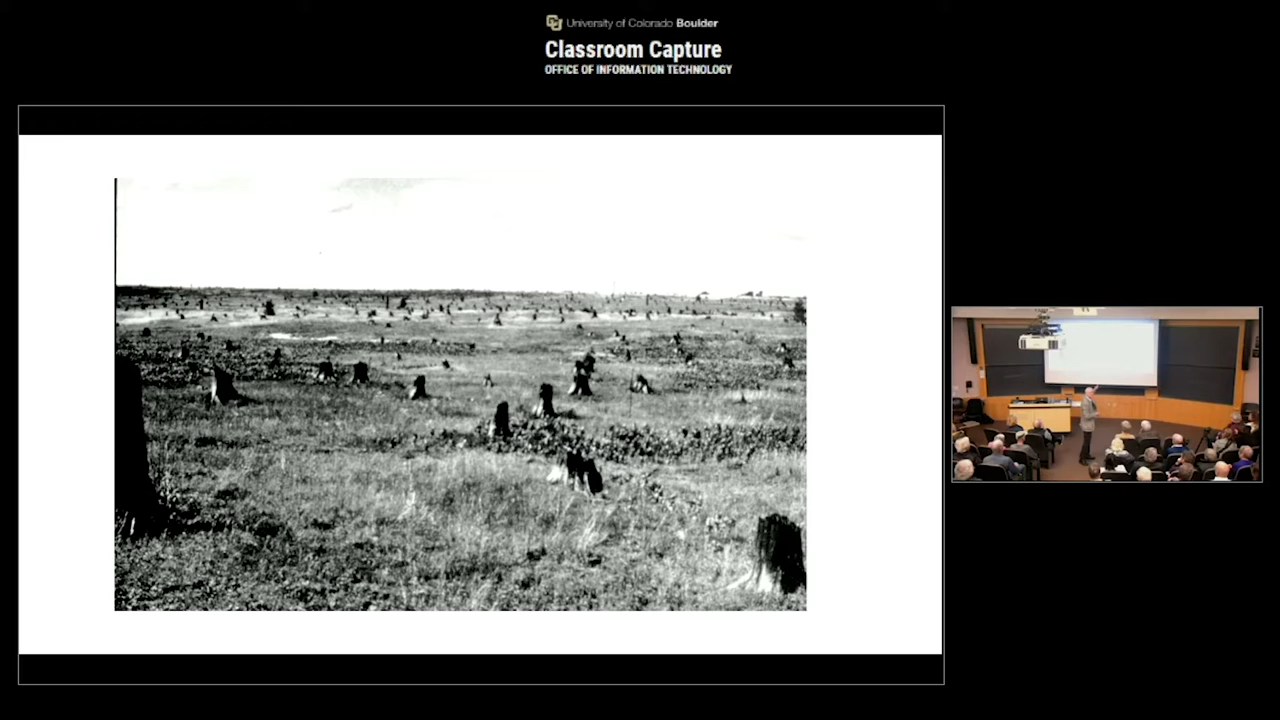 University of Colorado Boulder
Classroom Capture
OFFICE OF INFORMATION TECHNOLOGY